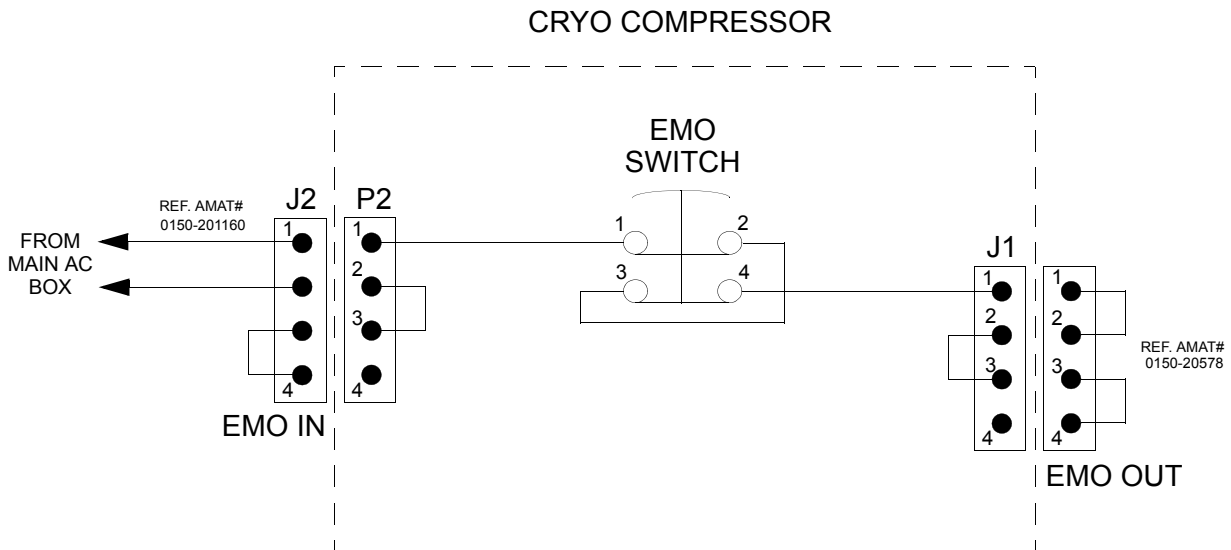 CRYO COMPRESSOR
EMO
SWITCH
J2
P2
REF. AMAT#
0150-201160
FROM
MAIN AC
BOX
1
4
EMO IN
1
2
3
4
1
2
3
4
J1
1
2
3
4
1
2
3
4
REF. AMAT#
0150-20578
EMO OUT